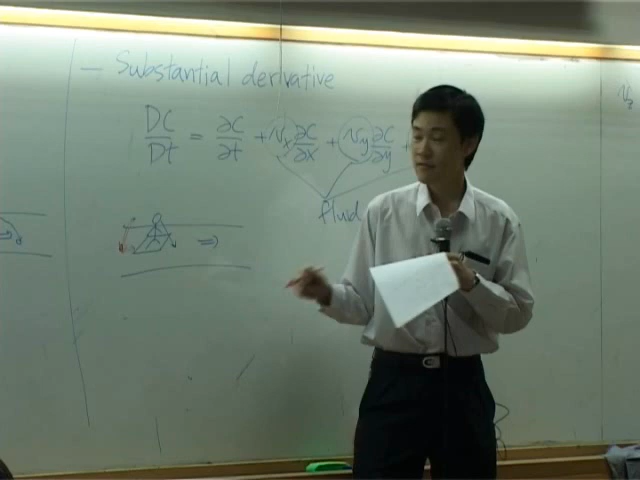 – Substantial derivative
DC/Dt = ∂C/∂t + v_x ∂C/∂x + v_y ∂C/∂y +
fluid
⇒
⇒